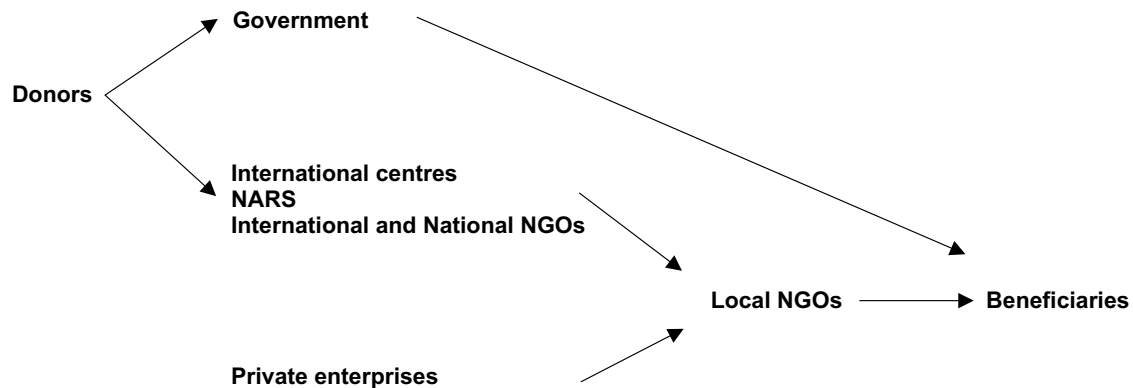 Government
Donors
International centres
NARS
International and National NGOs
Local NGOs
Beneficiaries
Private enterprises